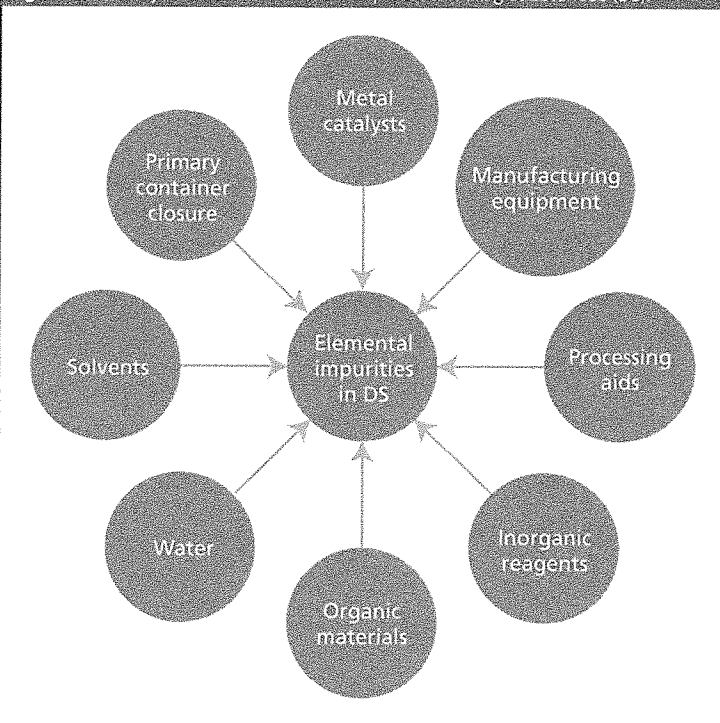 Metal
catalysts
Manufacturing
equipment
Processing
aids
Inorganic
reagents
Organic
materials
Water
Solvents
Primary
container
closure
Elemental
impurities
in DS